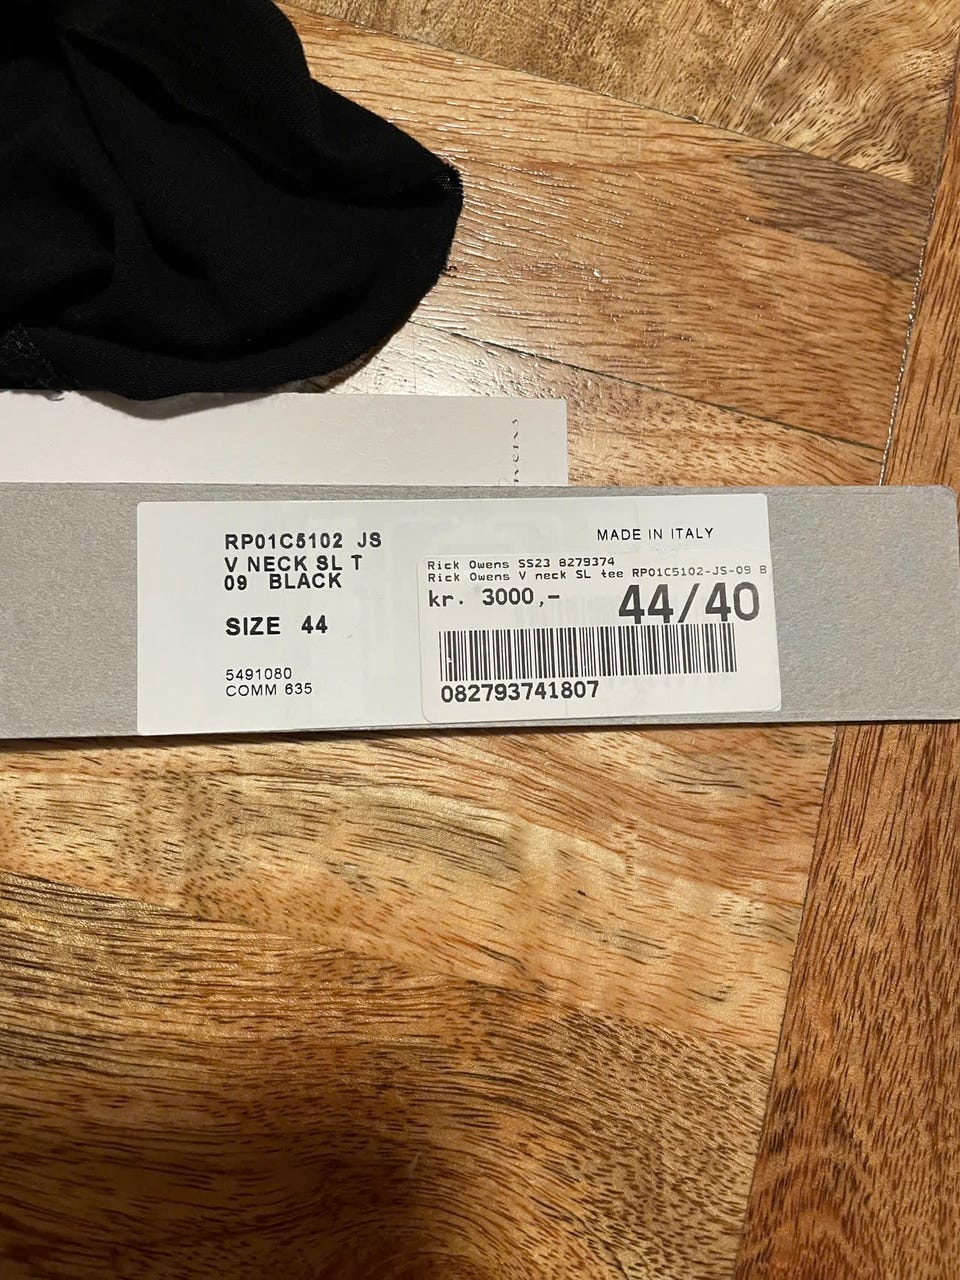 RP01C5102 JS
V NECK SL T
09 BLACK
SIZE 44
5491080
COMM 635
MADE IN ITALY
Rick Owens SS23 8279374
Rick Owens V neck SL tee RP01C5102-JS-09 B
kr. 3000,-
44/40
082793741807